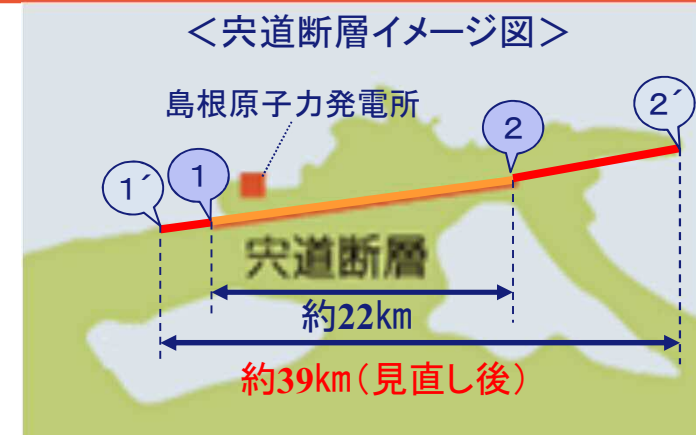 ＜宍道断層イメージ図＞
島根原子力発電所
2´
2
1
1´
宍道断層
約22㎞
約39㎞（見直し後）